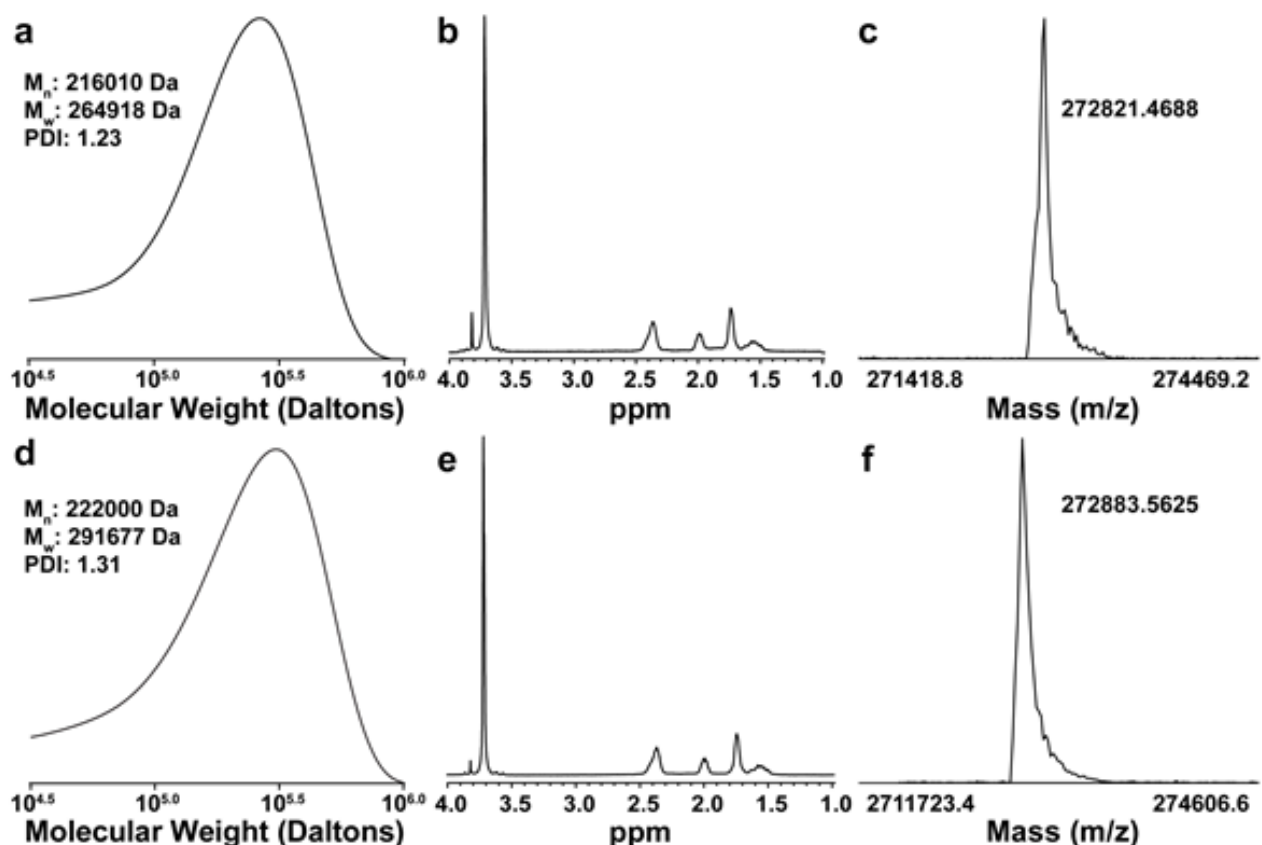 a
b
c
Mn: 216010 Da
Mw: 264918 Da
PDI: 1.23
272821.4688
10^4.5 10^5.0 10^5.5 10^6.0
4.0 3.5 3.0 2.5 2.0 1.5 1.0
271418.8 274469.2
Molecular Weight (Daltons)
ppm
Mass (m/z)
d
e
f
Mn: 222000 Da
Mw: 291677 Da
PDI: 1.31
272883.5625
10^4.5 10^5.0 10^5.5 10^6.0
4.0 3.5 3.0 2.5 2.0 1.5 1.0
2711723.4 274606.6
Molecular Weight (Daltons)
ppm
Mass (m/z)